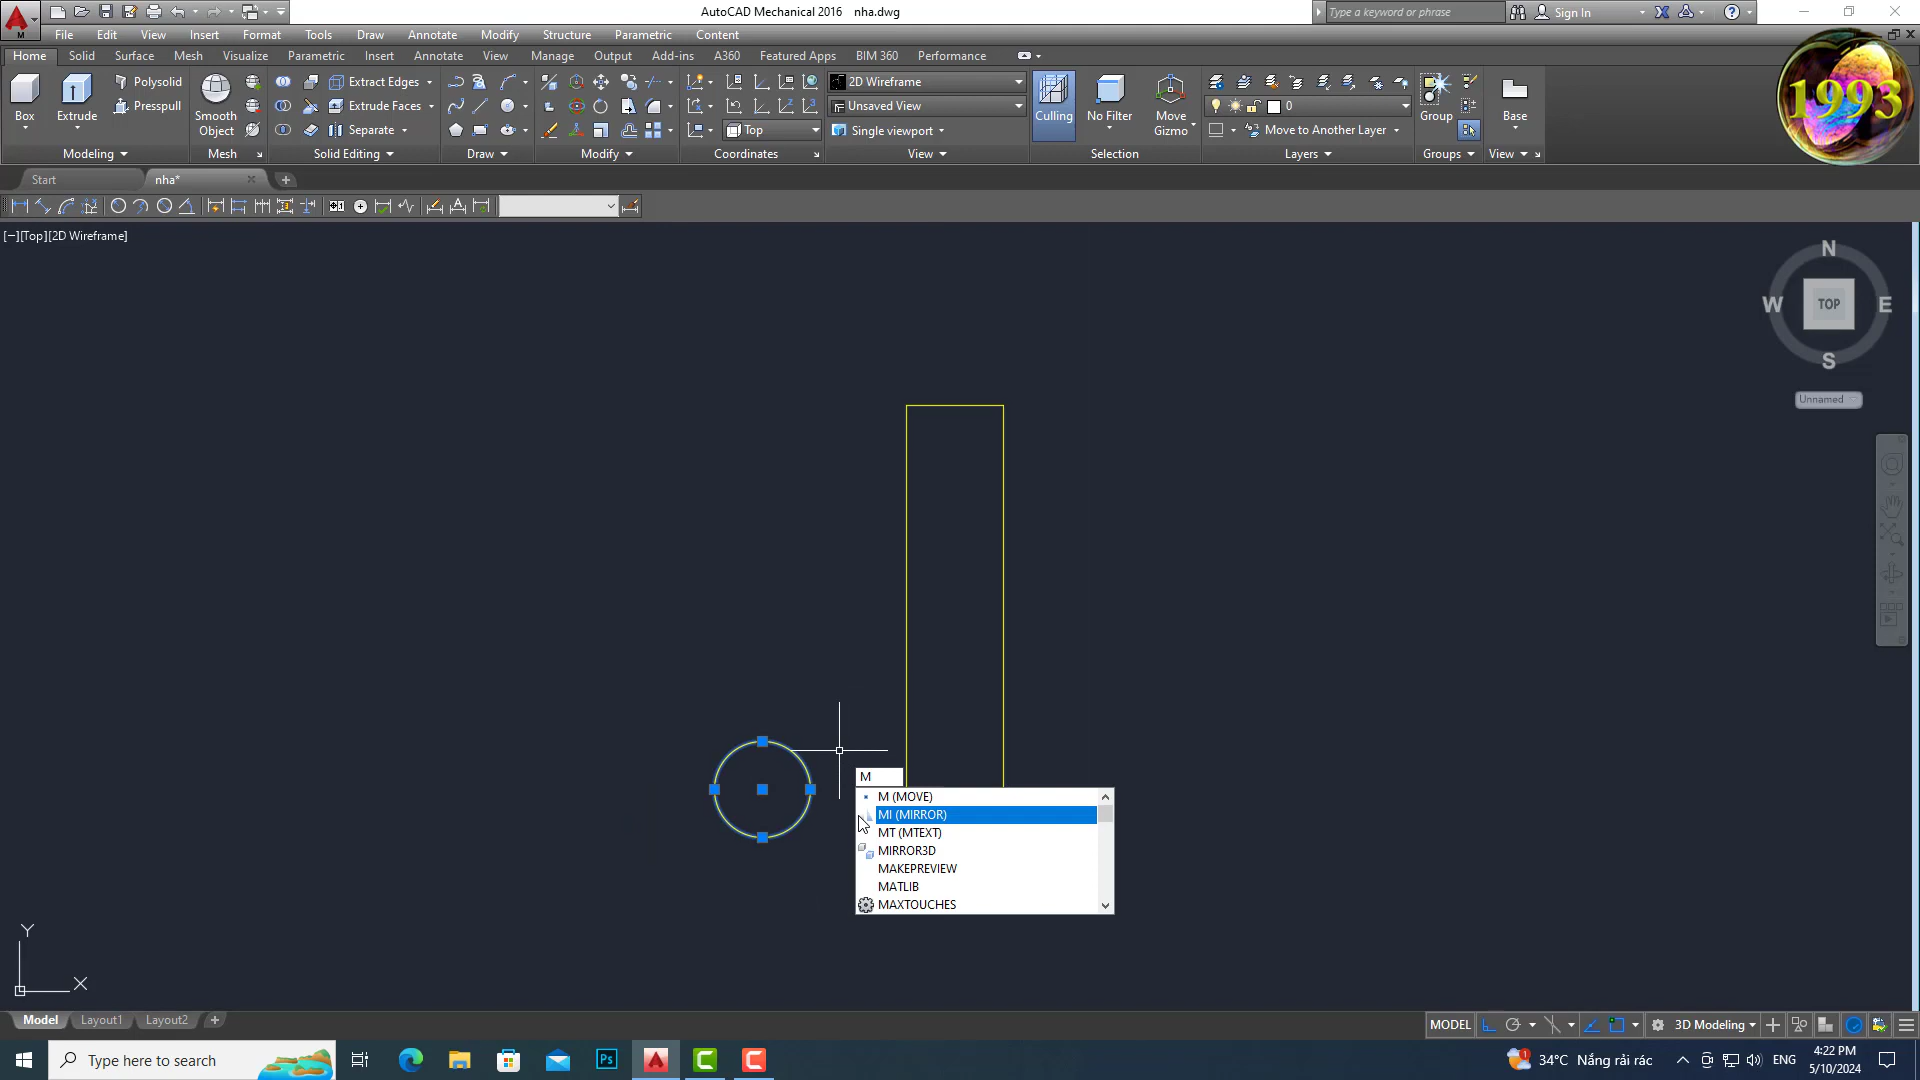 AutoCAD Mechanical 2016 nha.dwg
Type a keyword or phrase
Sign In
M
File Edit View Insert Format Tools Draw Annotate Modify Structure Parametric Content
Home Solid Surface Mesh Visualize Parametric Insert Annotate View Manage Output Add-ins A360 Featured Apps BIM 360 Performance
1993
Box
Extrude
Polysolid
Presspull
Smooth
Object
Extract Edges
Extrude Faces
Separate
Top
2D Wireframe
Unsaved View
Single viewport
Culling
No Filter
Move
Gizmo
0
Move to Another Layer
Group
Base
Modeling Mesh Solid Editing Draw Modify Coordinates View Selection Layers Groups View
Start
nha*
[−][Top][2D Wireframe]
N
W
TOP
E
S
Unnamed
M
M (MOVE)
MI (MIRROR)
MT (MTEXT)
MIRROR3D
MAKEPREVIEW
MATLIB
MAXTOUCHES
Y
X
Model Layout1 Layout2
MODEL
3D Modeling
Type here to search
Ps
34°C Nắng rải rác
ENG
4:22 PM
5/10/2024